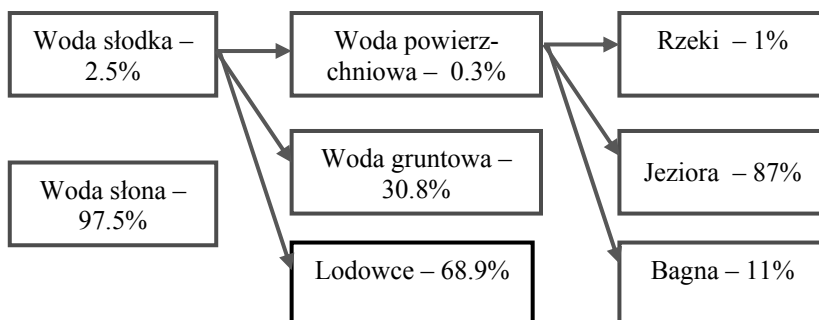 Woda słodka –
2.5%
Woda powierz-
chniowa – 0.3%
Rzeki – 1%
Woda gruntowa –
30.8%
Jeziora – 87%
Woda słona –
97.5%
Lodowce – 68.9%
Bagna – 11%